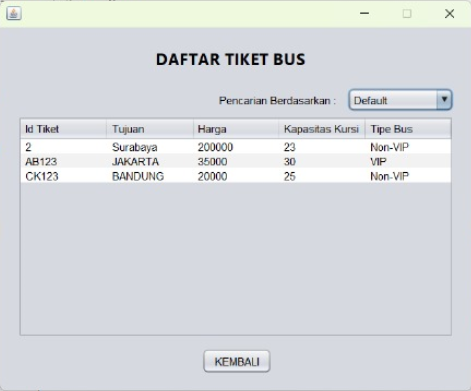 DAFTAR TIKET BUS
Pencarian Berdasarkan : Default
Id Tiket Tujuan Harga Kapasitas Kursi Tipe Bus
2 Surabaya 200000 23 Non-VIP
AB123 JAKARTA 35000 30 VIP
CK123 BANDUNG 20000 25 Non-VIP
KEMBALI